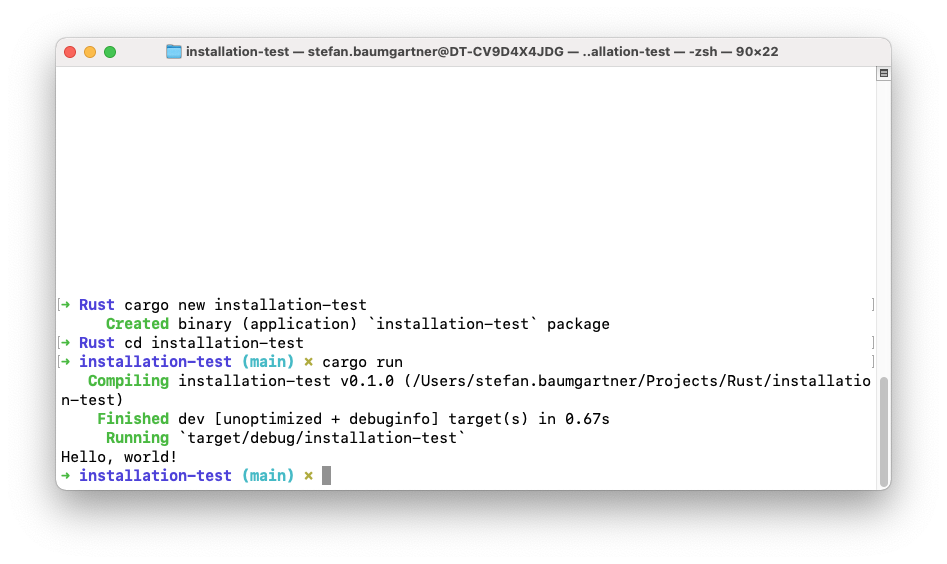 installation-test — stefan.baumgartner@DT-CV9D4X4JDG — ..allation-test — -zsh — 90×22
[➜ Rust cargo new installation-test ]
     Created binary (application) `installation-test` package
[➜ Rust cd installation-test ]
[➜ installation-test (main) ✗ cargo run ]
   Compiling installation-test v0.1.0 (/Users/stefan.baumgartner/Projects/Rust/installatio
n-test)
    Finished dev [unoptimized + debuginfo] target(s) in 0.67s
     Running `target/debug/installation-test`
Hello, world!
➜ installation-test (main) ✗